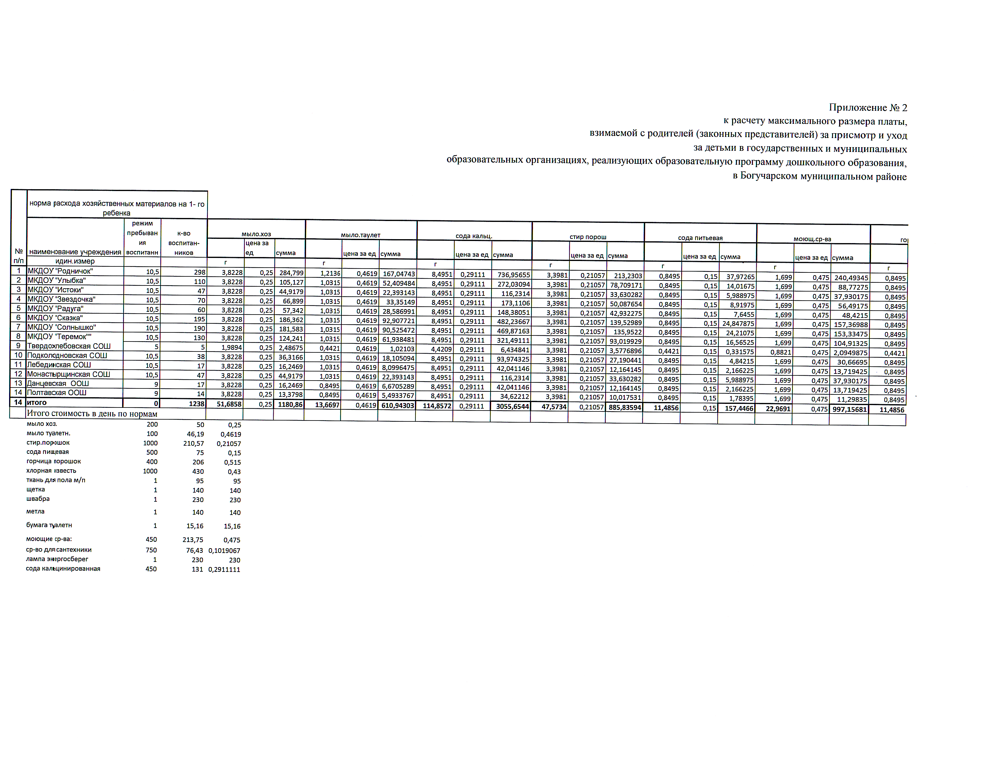 Приложение № 2
к расчету максимального размера платы,
взимаемой с родителей (законных представителей) за присмотр и уход
за детьми в государственных и муниципальных
образовательных организациях, реализующих образовательную программу дошкольного образования,
в Богучарском муниципальном районе
норма расхода хозяйственных материалов на 1- го
ребенка
№ п/п наименование учреждения режим пребывания воспитанн к-во воспитан-ников мыло.хоз мыло.таулет сода кальц. стир порош сода питьевая моющ.ср-ва гор
цена за ед сумма цена за ед сумма цена за ед сумма цена за ед сумма цена за ед сумма цена за ед сумма
идин.измер г г г г г г г
1 МКДОУ "Родничок" 10,5 298 3,8228 0,25 284,799 1,2136 0,4619 167,04743 8,4951 0,29111 736,95655 3,3981 0,21057 213,2303 0,8495 0,15 37,97265 1,699 0,475 240,49345 0,8495
2 МКДОУ "Улыбка" 10,5 110 3,8228 0,25 105,127 1,0315 0,4619 52,409484 8,4951 0,29111 272,03094 3,3981 0,21057 78,709171 0,8495 0,15 14,01675 1,699 0,475 88,77275 0,8495
3 МКДОУ "Истоки" 10,5 47 3,8228 0,25 44,9179 1,0315 0,4619 22,393143 8,4951 0,29111 116,2314 3,3981 0,21057 33,630282 0,8495 0,15 5,988975 1,699 0,475 37,930175 0,8495
4 МКДОУ "Звездочка" 10,5 70 3,8228 0,25 66,899 1,0315 0,4619 33,35149 8,4951 0,29111 173,1106 3,3981 0,21057 50,087654 0,8495 0,15 8,91975 1,699 0,475 56,49175 0,8495
5 МКДОУ "Радуга" 10,5 60 3,8228 0,25 57,342 1,0315 0,4619 28,586991 8,4951 0,29111 148,38051 3,3981 0,21057 42,932275 0,8495 0,15 7,6455 1,699 0,475 48,4215 0,8495
6 МКДОУ "Сказка" 10,5 195 3,8228 0,25 186,362 1,0315 0,4619 92,907721 8,4951 0,29111 482,23667 3,3981 0,21057 139,52989 0,8495 0,15 24,847875 1,699 0,475 157,36988 0,8495
7 МКДОУ "Солнышко" 10,5 190 3,8228 0,25 181,583 1,0315 0,4619 90,525472 8,4951 0,29111 469,87163 3,3981 0,21057 135,9522 0,8495 0,15 24,21075 1,699 0,475 153,33475 0,8495
8 МКДОУ "Теремок"" 10,5 130 3,8228 0,25 124,241 1,0315 0,4619 61,938481 8,4951 0,29111 321,49111 3,3981 0,21057 93,019929 0,8495 0,15 16,56525 1,699 0,475 104,91325 0,8495
9 Твердохлебовская СОШ 5 5 1,9894 0,25 2,48675 0,4421 0,4619 1,02103 4,4209 0,29111 6,434841 3,3981 0,21057 3,5776896 0,4421 0,15 0,331575 0,8821 0,475 2,0949875 0,4421
10 Подколодновская СОШ 10,5 38 3,8228 0,25 36,3166 1,0315 0,4619 18,105094 8,4951 0,29111 93,974325 3,3981 0,21057 27,190441 0,8495 0,15 4,84215 1,699 0,475 30,66695 0,8495
11 Лебединская СОШ 10,5 17 3,8228 0,25 16,2469 1,0315 0,4619 8,0996475 8,4951 0,29111 42,041146 3,3981 0,21057 12,164145 0,8495 0,15 2,166225 1,699 0,475 13,719425 0,8495
12 Монастырщинская СОШ 10,5 47 3,8228 0,25 44,9179 1,0315 0,4619 22,393143 8,4951 0,29111 116,2314 3,3981 0,21057 33,630282 0,8495 0,15 5,988975 1,699 0,475 37,930175 0,8495
13 Данцевская ООШ 9 17 3,8228 0,25 16,2469 0,8495 0,4619 6,6705289 8,4951 0,29111 42,041146 3,3981 0,21057 12,164145 0,8495 0,15 2,166225 1,699 0,475 13,719425 0,8495
14 Полтавская ООШ 9 14 3,8228 0,25 13,3798 0,8495 0,4619 5,4933767 8,4951 0,29111 34,62212 3,3981 0,21057 10,017531 0,8495 0,15 1,78395 1,699 0,475 11,29835 0,8495
14 итого 0 1238 51,6858 0,25 1180,86 13,6697 0,4619 610,94303 114,8572 0,29111 3055,6544 47,5734 0,21057 885,83594 11,4856 0,15 157,4466 22,9691 0,475 997,15681 11,4856
Итого стоимость в день по нормам
мыло хоз. 200 50 0,25
мыло туалетн. 100 46,19 0,4619
стир.порошок 1000 210,57 0,21057
сода пищевая 500 75 0,15
горчица порошок 400 206 0,515
хлорная известь 1000 430 0,43
ткань для пола м/п 1 95 95
щетка 1 140 140
швабра 1 230 230
метла 1 140 140
бумага туалетн 1 15,16 15,16
моющие ср-ва: 450 213,75 0,475
ср-во для сантехники 750 76,43 0,1019067
лампа энергосберег 1 230 230
сода кальцинированная 450 131 0,2911111